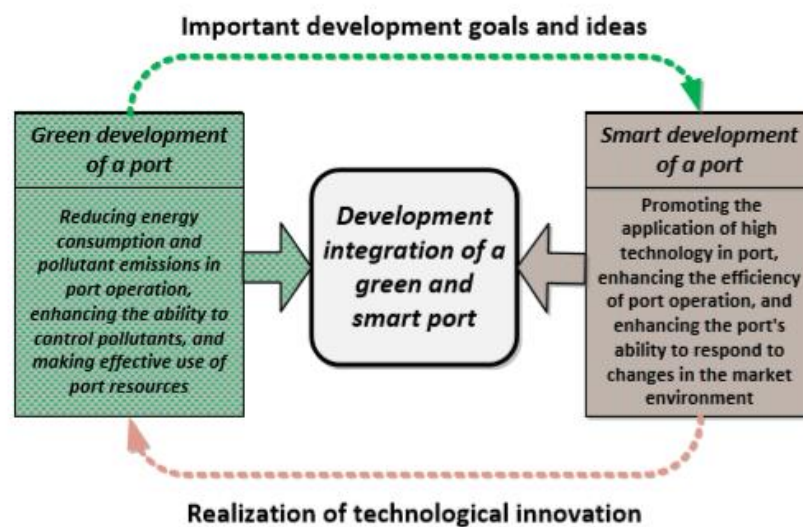 Important development goals and ideas
Green development
of a port
Reducing energy
consumption and
pollutant emissions in
port operation,
enhancing the ability to
control pollutants, and
making effective use of
port resources
Development
integration of a
green and
smart port
Smart development
of a port
Promoting the
application of high
technology in port,
enhancing the efficiency
of port operation, and
enhancing the port's
ability to respond to
changes in the market
environment
Realization of technological innovation